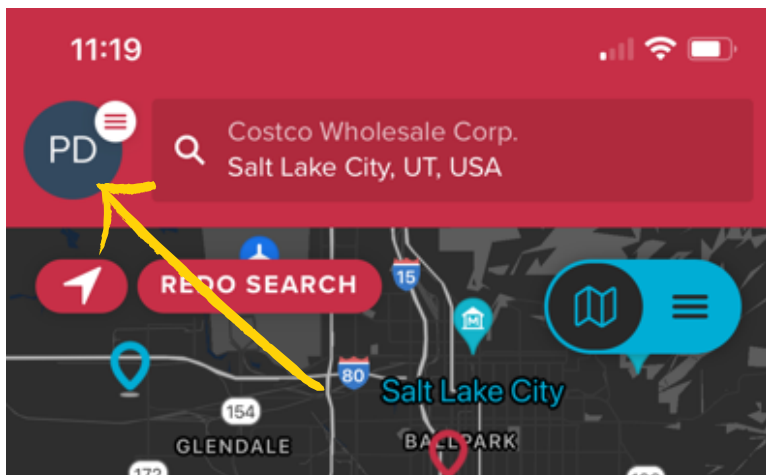 11:19
PD
Costco Wholesale Corp.
Salt Lake City, UT, USA
REDO SEARCH
15
M
80
Salt Lake City
154
GLENDALE
BALLPARK